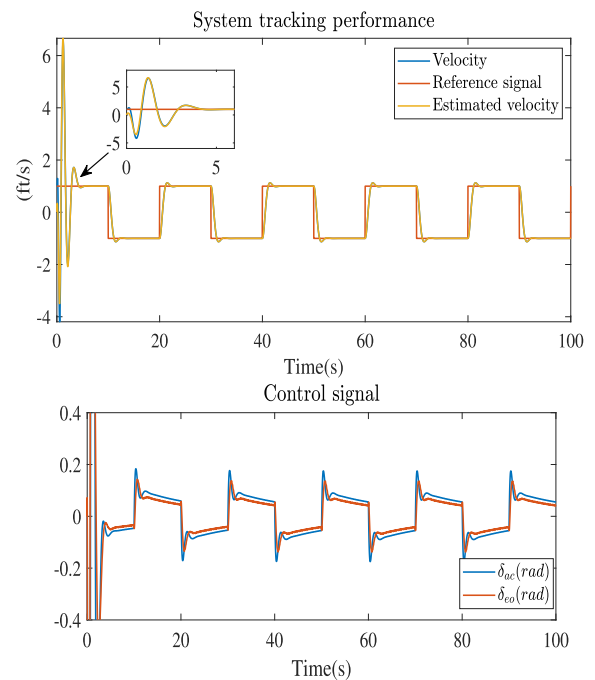 System tracking performance
6
4
2
0
-2
-4
(ft/s)
5
0
-5
0 5
Velocity
Reference signal
Estimated velocity
0 20 40 60 80 100
Time(s)
Control signal
0.4
0.2
0
-0.2
-0.4
δac(rad)
δeo(rad)
0 20 40 60 80 100
Time(s)